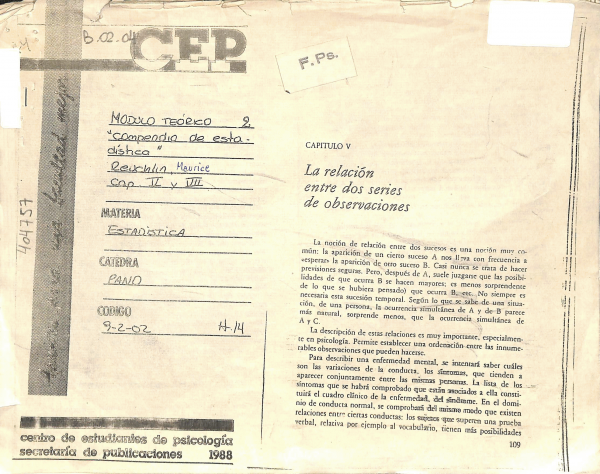 B.02.04
CEP
F. Ps.
MODULO TEÓRICO 2
"Compendio de esta-
dística"
Reuchlin, Maurice
Cap. II y VIII
MATERIA
ESTADÍSTICA
CATEDRA
PANO
CODIGO
9-2-02 H.14
404757
centro de estudiantes de psicología
secretaría de publicaciones 1988
CAPITULO V
La relación
entre dos series
de observaciones
La noción de relación entre dos sucesos es una noción muy co-
mún: la aparición de un cierto suceso A nos lleva con frecuencia a
«esperar» la aparición de otro suceso B. Casi nunca se trata de hacer
previsiones seguras. Pero, después de A, suele juzgarse que las posibi-
lidades de que ocurra B se hacen mayores; es menos sorprendente
de lo que se hubiera pensado) que ocurra B, etc. No siempre es
necesaria esta sucesión temporal. Según lo que se sabe de una situa-
ción, de una persona, la ocurrencia simultánea de A y de B parece
más natural, sorprende menos, que la ocurrencia simultánea de
A y C.
La descripción de estas relaciones es muy importante, especialmen-
te en psicología. Permite establecer una ordenación entre las innume-
rables observaciones que pueden hacerse.
Para describir una enfermedad mental, se intentará saber cuáles
son las variaciones de la conducta, los síntomas, que tienden a
aparecer conjuntamente entre las mismas personas. La lista de los
síntomas que se habrá comprobado que están asociados a ella consti-
tuirá el cuadro clínico de la enfermedad, del síndrome. En el domi-
nio de conducta normal, se comprobará del mismo modo que existen
relaciones entre ciertas conductas: los sujetos que superen una prueba
verbal, relativa por ejemplo al vocabulario, tienen más posibilidades
109